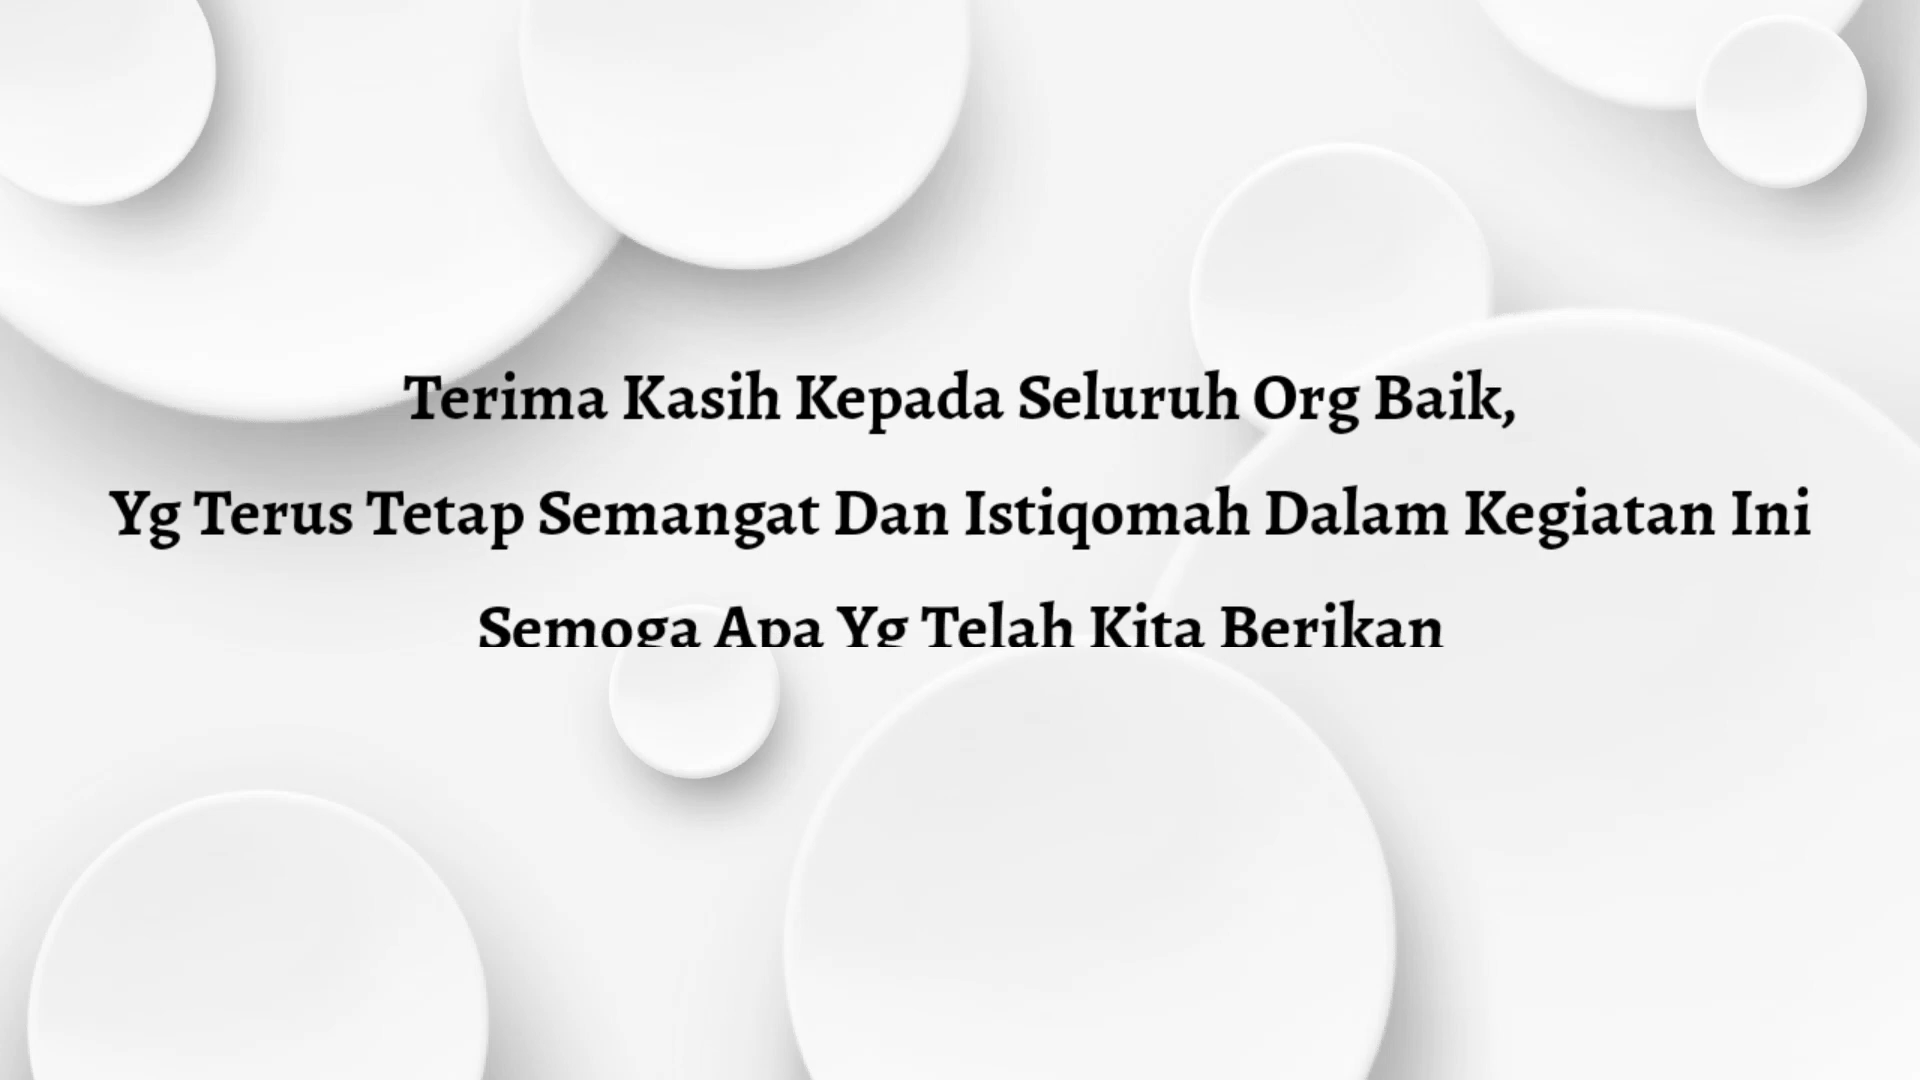 Terima Kasih Kepada Seluruh Org Baik,
Yg Terus Tetap Semangat Dan Istiqomah Dalam Kegiatan Ini
Semoga Apa Yg Telah Kita Berikan